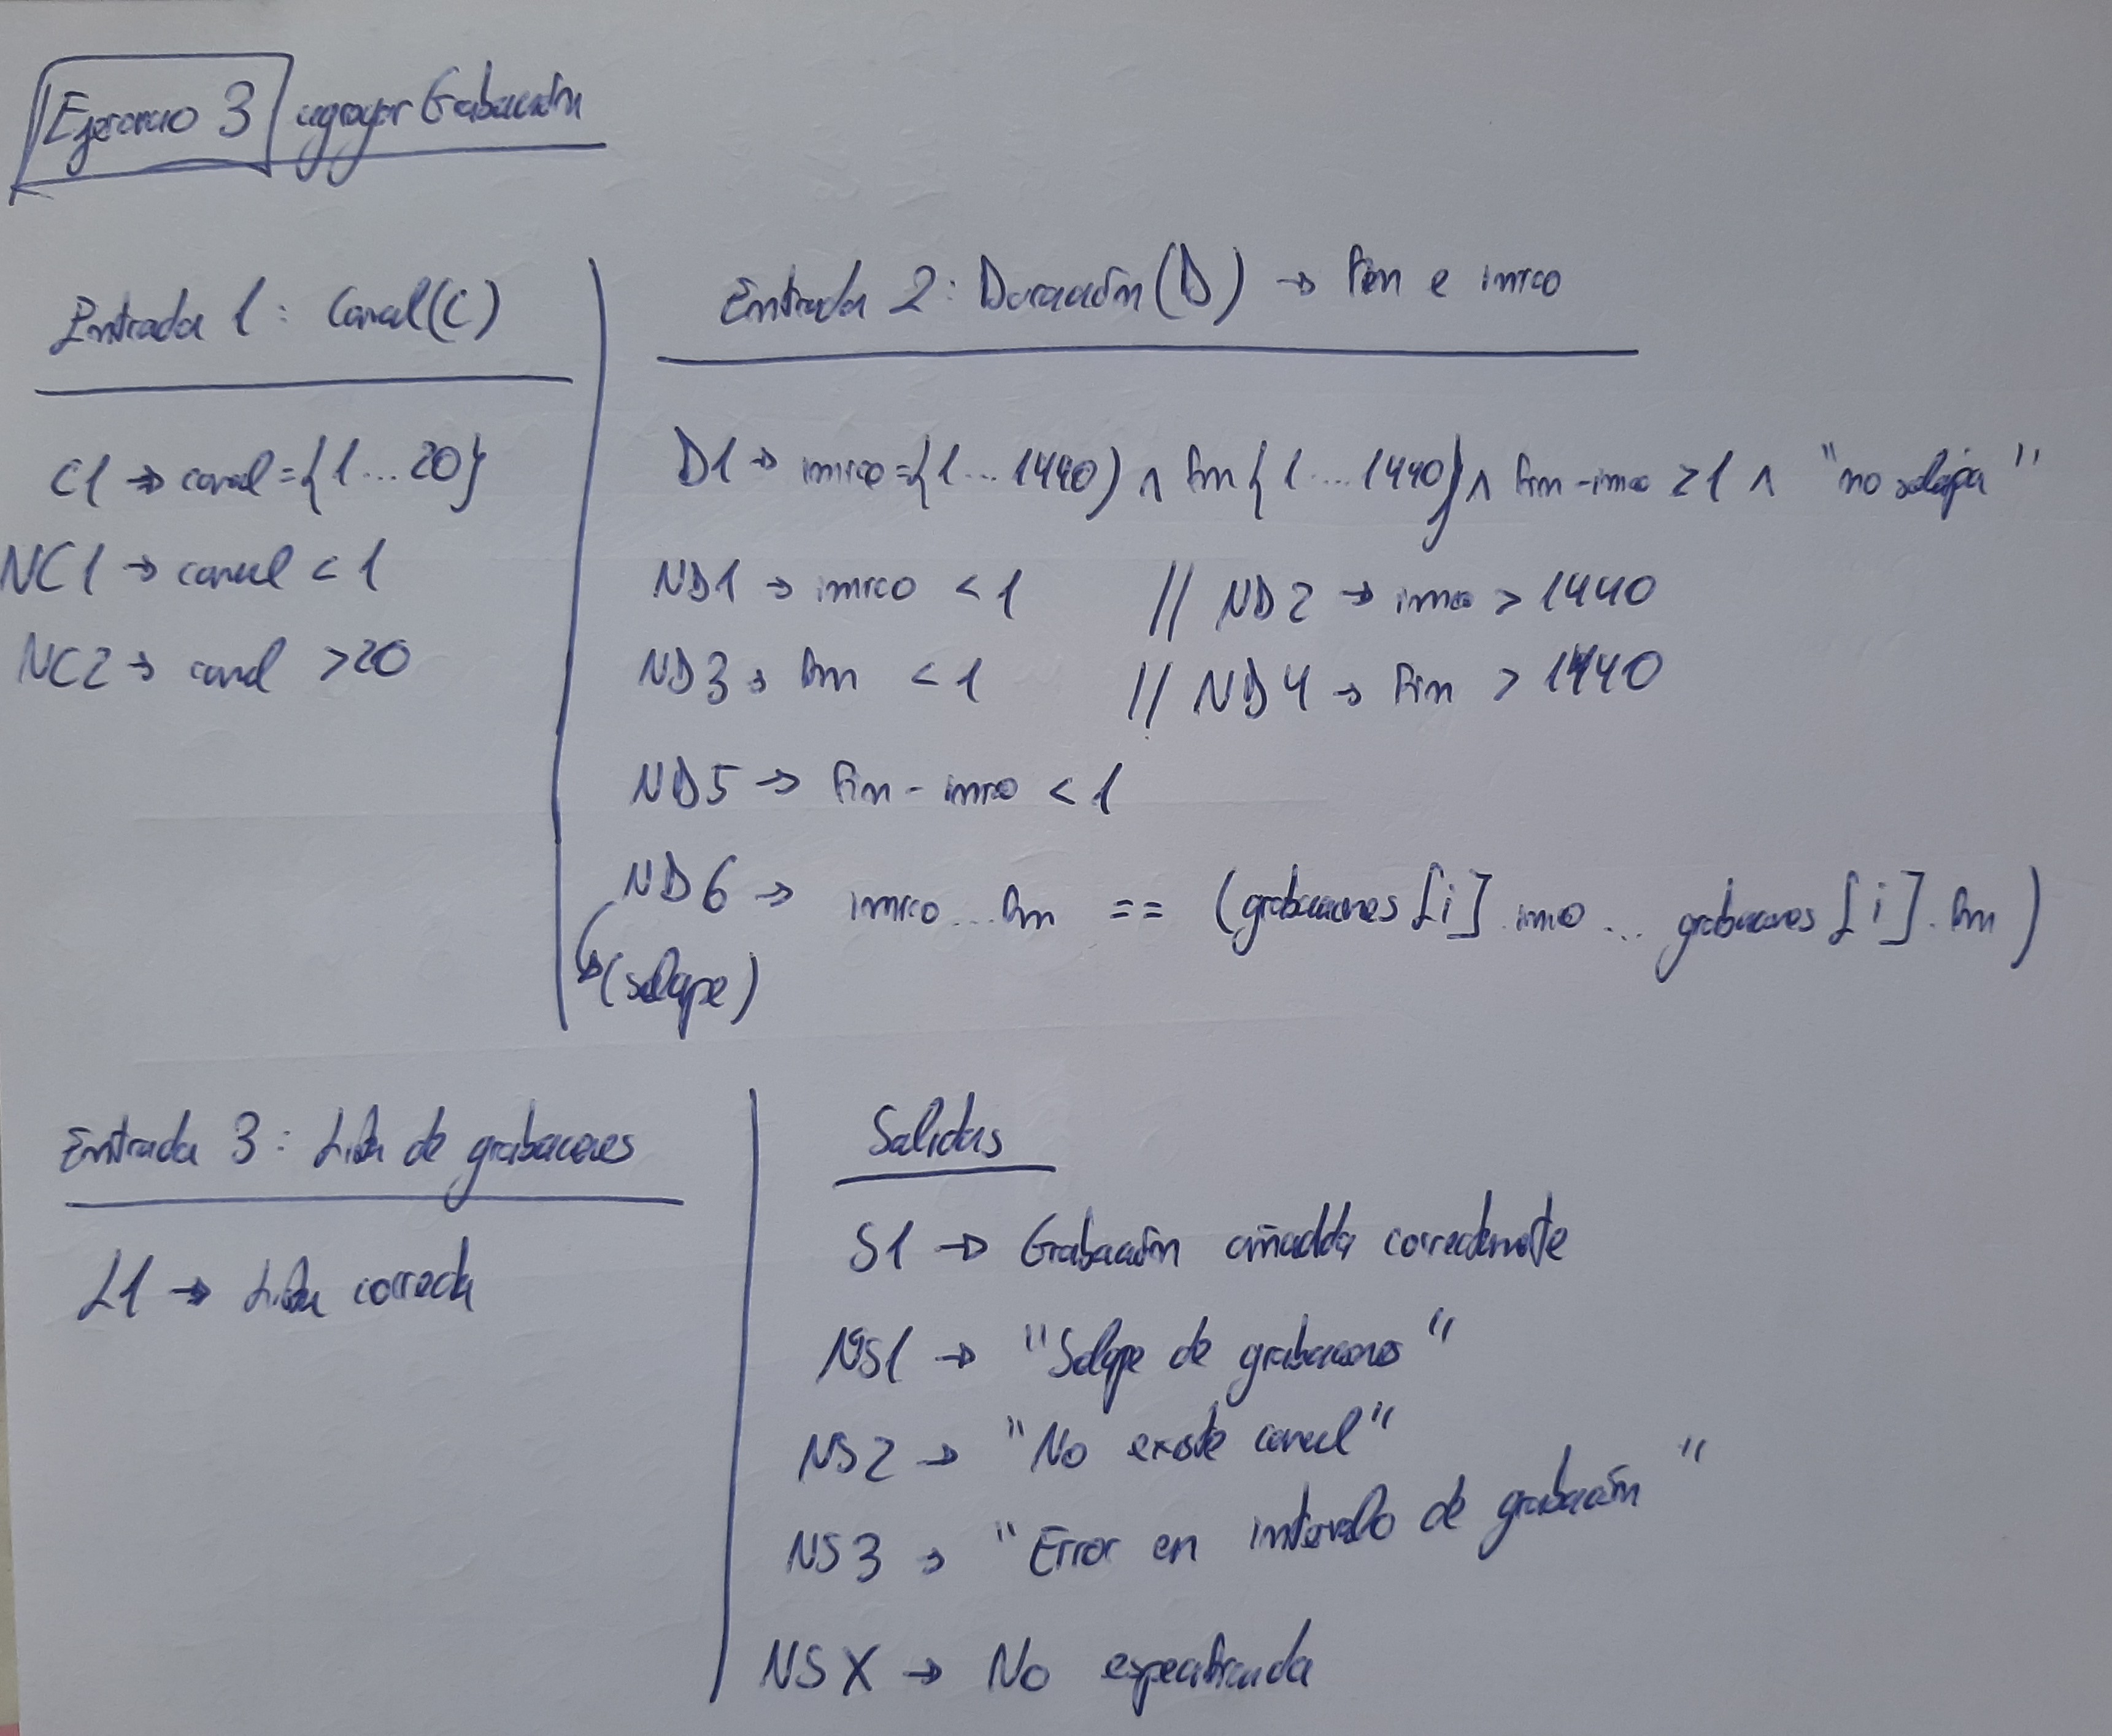 Ejercicio 3 agregar Grabación
Entrada 1: Canal (C)
C1 → canal = {1...20}
NC1 → canal < 1
NC2 → canal > 20
Entrada 2: Duración (D) → fin e inicio
D1 → inicio = {1...1440) ∧ fin {1...1440} ∧ fin - inicio ≥ 1 ∧ "no solapa"
ND1 → inicio < 1 // ND2 → inicio > 1440
ND3 → fin < 1 // ND4 → fin > 1440
ND5 → fin - inicio < 1
ND6 → inicio...fin == (grabaciones[i].inicio ... grabaciones[i].fin)
(solape)
Entrada 3: Lista de grabaciones
L1 → Lista correcta
Salidas
S1 → Grabación añadida correctamente
NS1 → "Solape de grabaciones"
NS2 → "No existe canal"
NS3 → "Error en intervalo de grabación"
NSX → No especificada